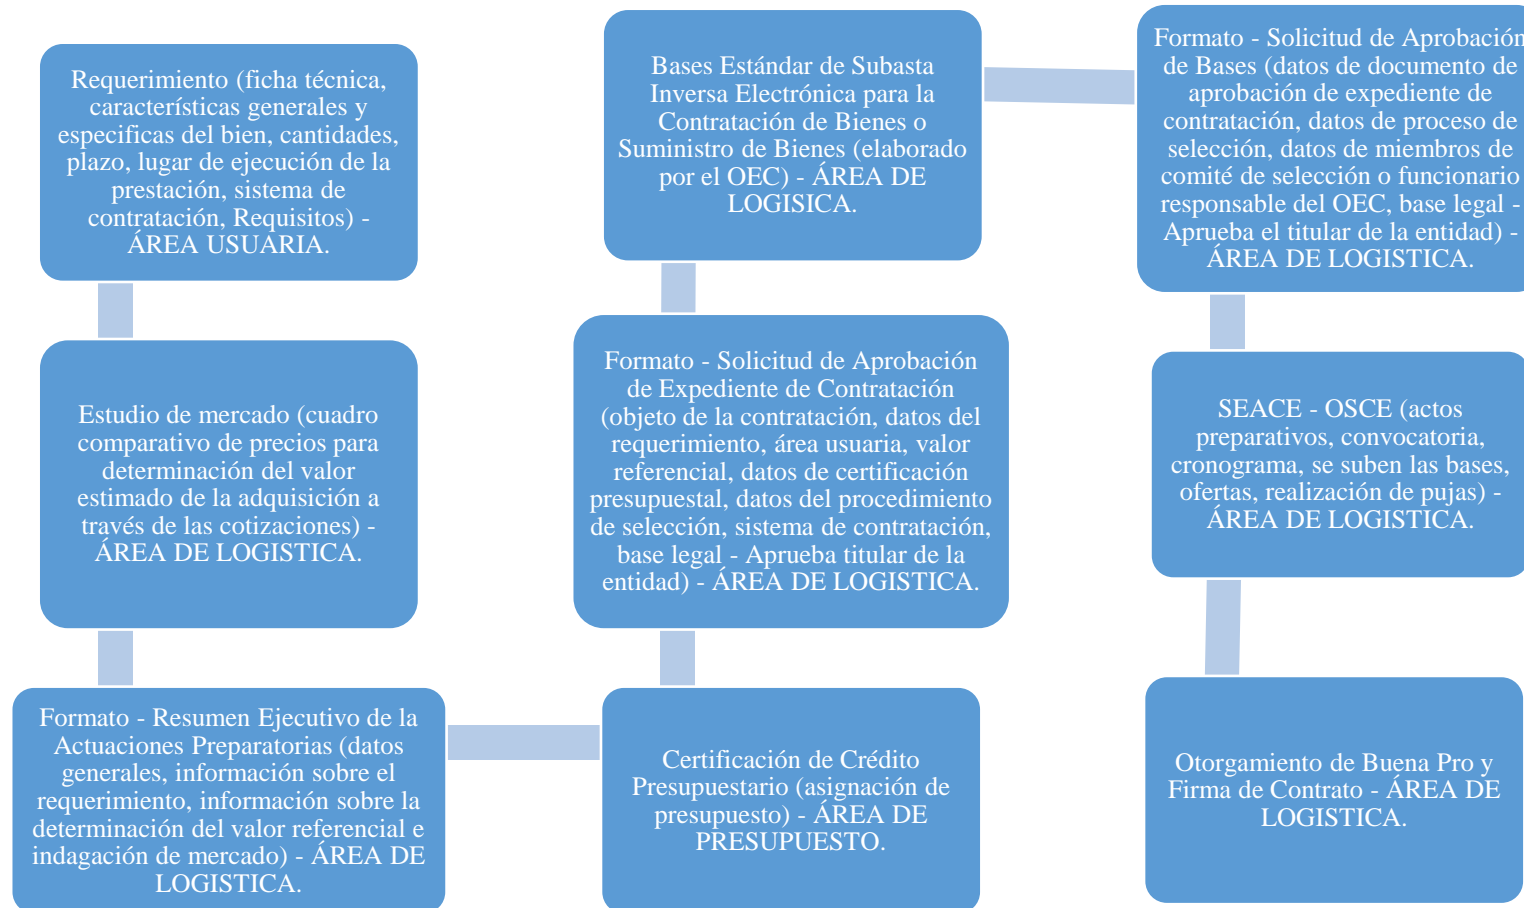 Requerimiento (ficha técnica,
características generales y
especificas del bien, cantidades,
plazo, lugar de ejecución de la
prestación, sistema de
contratación, Requisitos) -
ÁREA USUARIA.
Estudio de mercado (cuadro
comparativo de precios para
determinación del valor
estimado de la adquisición a
través de las cotizaciones) -
ÁREA DE LOGISTICA.
Formato - Resumen Ejecutivo de la
Actuaciones Preparatorias (datos
generales, información sobre el
requerimiento, información sobre la
determinación del valor referencial e
indagación de mercado) - ÁREA DE
LOGISTICA.
Certificación de Crédito
Presupuestario (asignación de
presupuesto) - ÁREA DE
PRESUPUESTO.
Formato - Solicitud de Aprobación
de Expediente de Contratación
(objeto de la contratación, datos del
requerimiento, área usuaria, valor
referencial, datos de certificación
presupuestal, datos del procedimiento
de selección, sistema de contratación,
base legal - Aprueba titular de la
entidad) - ÁREA DE LOGISTICA.
Bases Estándar de Subasta
Inversa Electrónica para la
Contratación de Bienes o
Suministro de Bienes (elaborado
por el OEC) - ÁREA DE
LOGISICA.
Formato - Solicitud de Aprobación
de Bases (datos de documento de
aprobación de expediente de
contratación, datos de proceso de
selección, datos de miembros de
comité de selección o funcionario
responsable del OEC, base legal -
Aprueba el titular de la entidad) -
ÁREA DE LOGISTICA.
SEACE - OSCE (actos
preparativos, convocatoria,
cronograma, se suben las bases,
ofertas, realización de pujas) -
ÁREA DE LOGISTICA.
Otorgamiento de Buena Pro y
Firma de Contrato - ÁREA DE
LOGISTICA.